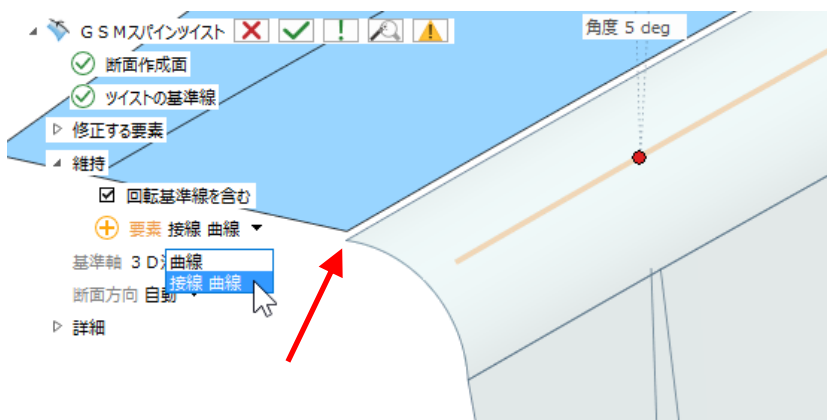 GSMスパインツイスト
角度 5 deg
断面作成面
ツイストの基準線
修正する要素
維持
回転基準線を含む
要素 接線 曲線
基準軸 3D 曲線
接線 曲線
断面方向 自動
詳細